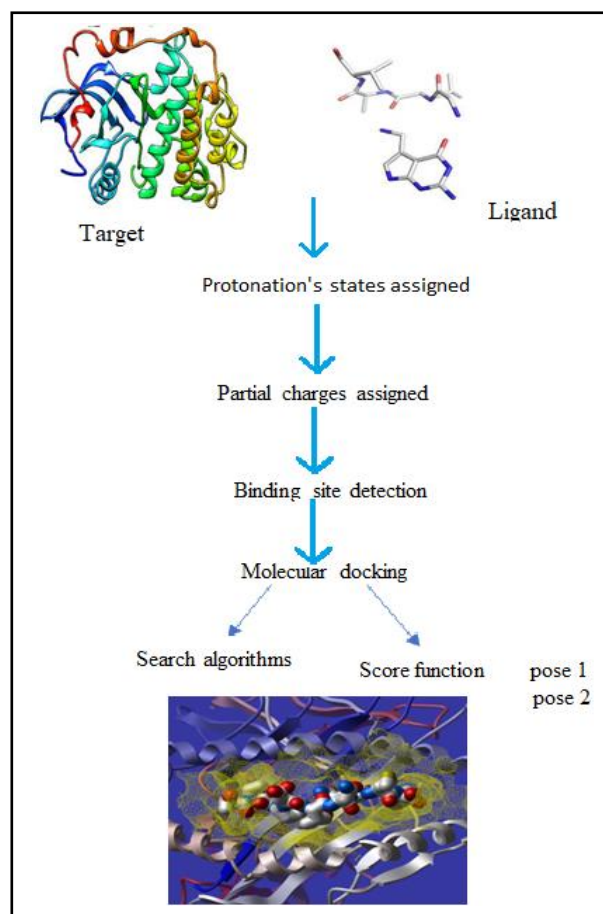 Target
Ligand
Protonation's states assigned
Partial charges assigned
Binding site detection
Molecular docking
Search algorithms
Score function pose 1
pose 2